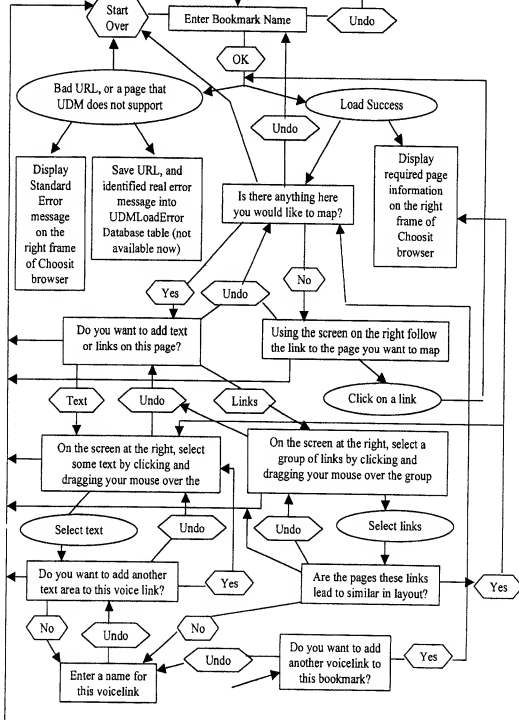 Start
Over
Enter Bookmark Name
Undo
OK
Bad URL, or a page that
UDM does not support
Load Success
Undo
Display
Standard
Error
message
on the
right frame
of Choosit
browser
Save URL, and
identified real error
message into
UDMLoadError
Database table (not
available now)
Is there anything here
you would like to map?
Display
required page
information
on the right
frame of
Choosit
browser
Yes
Undo
No
Do you want to add text
or links on this page?
Using the screen on the right follow
the link to the page you want to map
Text
Undo
Links
Click on a link
On the screen at the right, select
some text by clicking and
dragging your mouse over the
On the screen at the right, select a
group of links by clicking and
dragging your mouse over the group
Select text
Undo
Undo
Select links
Do you want to add another
text area to this voice link?
Yes
Are the pages these links
lead to similar in layout?
Yes
No
Undo
No
Enter a name for
this voicelink
Undo
Do you want to add
another voicelink to
this bookmark?
Yes